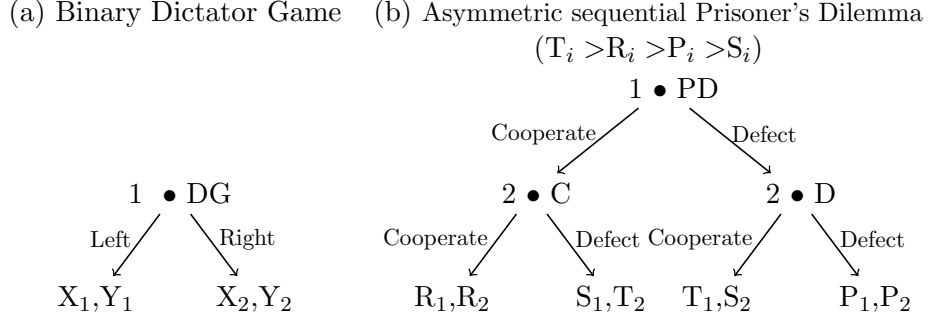 (a) Binary Dictator Game
(b) Asymmetric sequential Prisoner's Dilemma
(T_i >R_i >P_i >S_i)
1 • PD
Cooperate
Defect
1 • DG
2 • C
2 • D
Left
Right
Cooperate
Defect
Cooperate
Defect
X_1,Y_1
X_2,Y_2
R_1,R_2
S_1,T_2
T_1,S_2
P_1,P_2